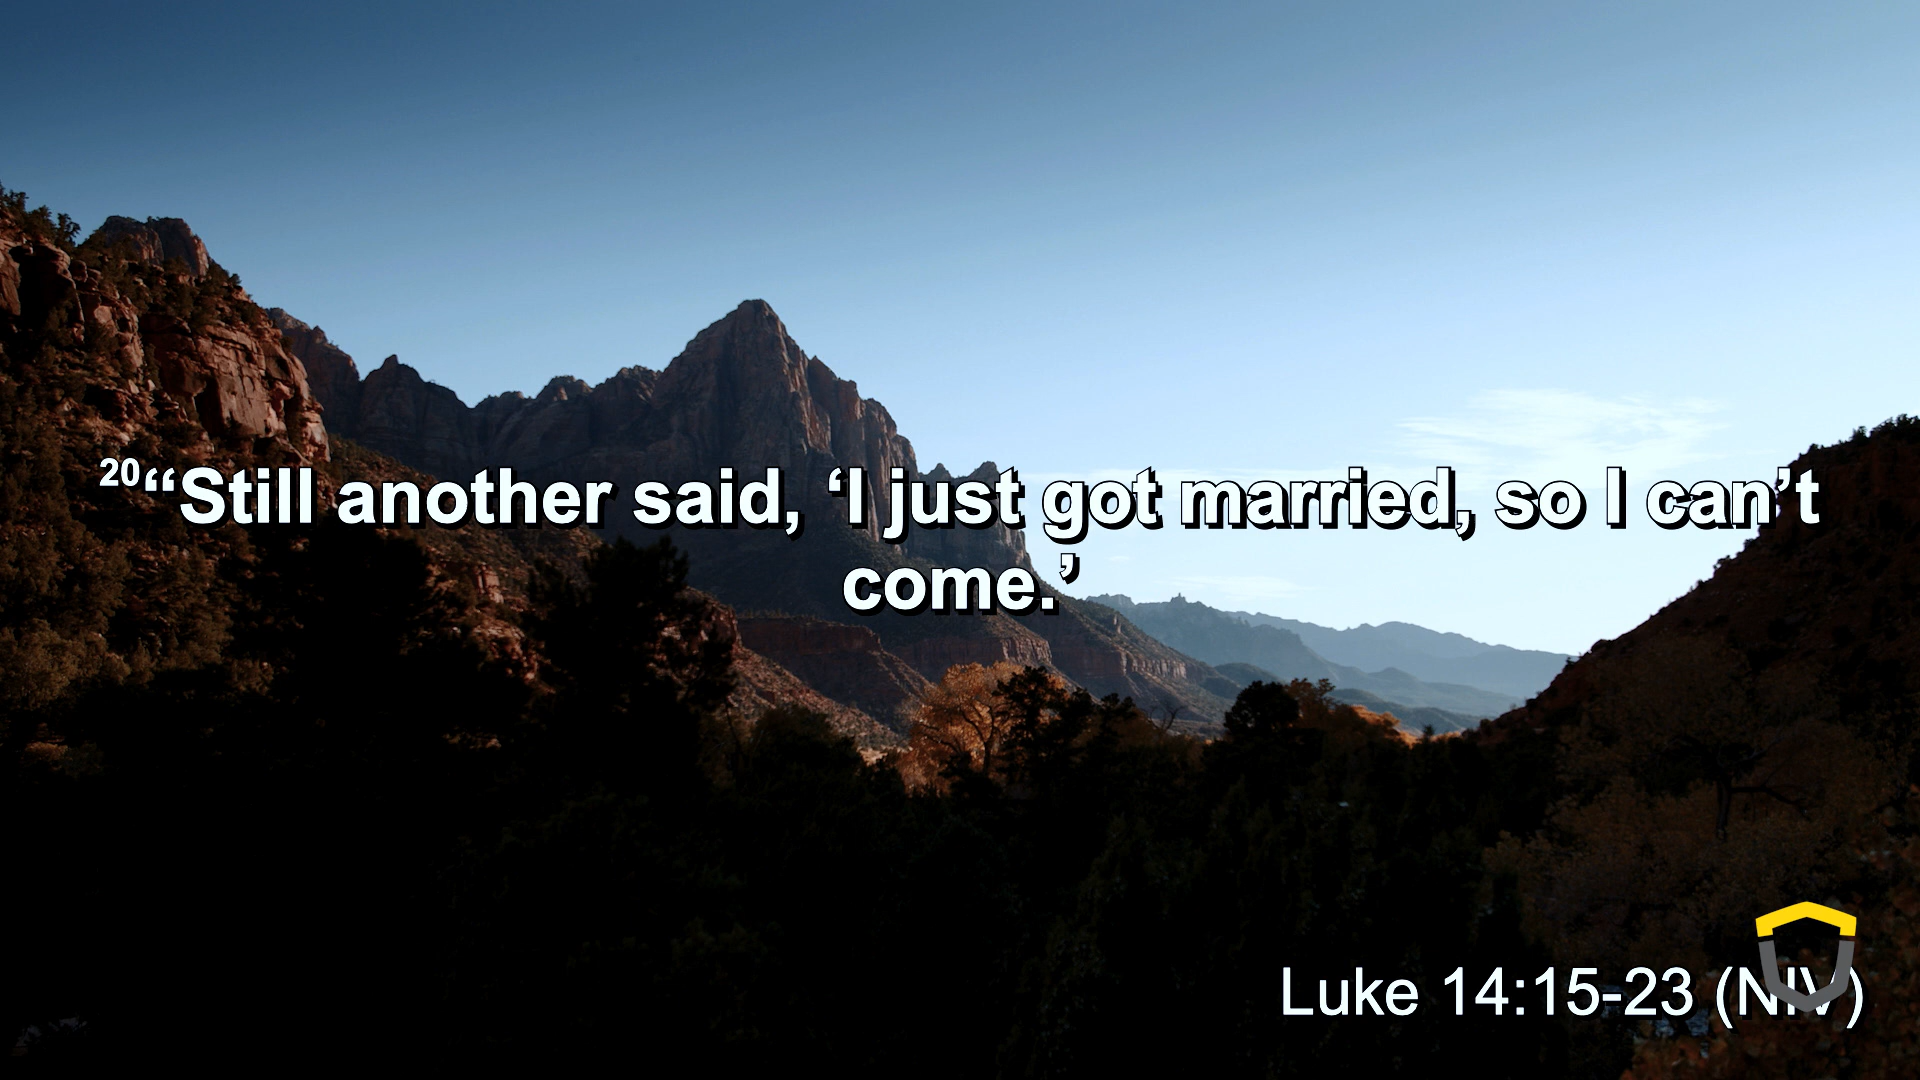 20“Still another said, ‘I just got married, so I can’t
come.’
Luke 14:15-23 (NIV)